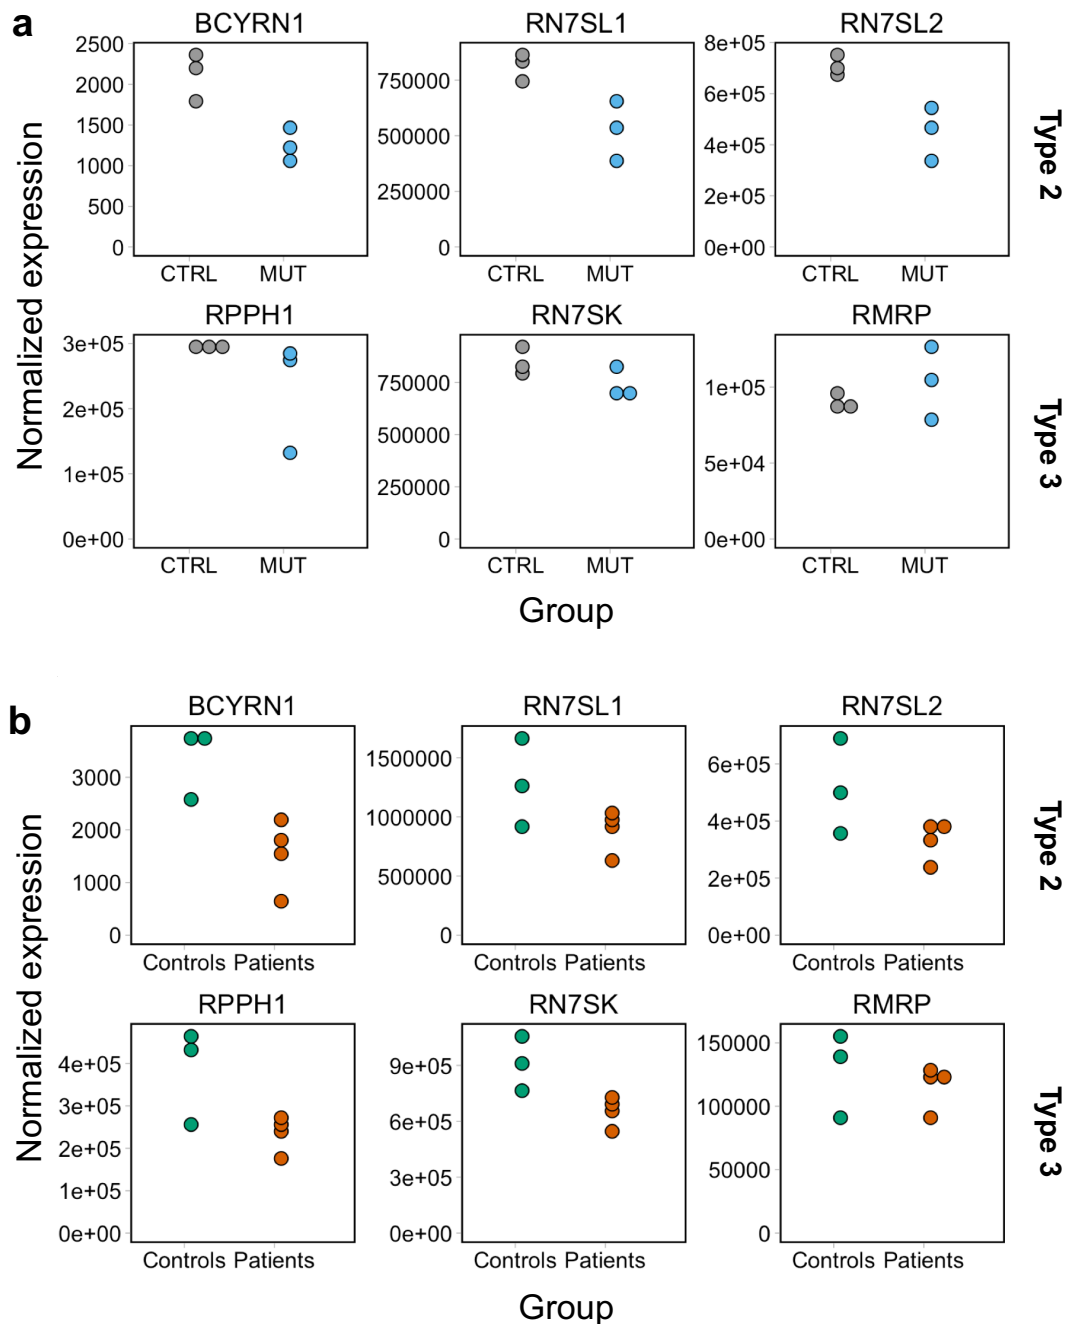 a
BCYRN1 RN7SL1 RN7SL2
Normalized expression
2500
2000
1500
1000
500
0
CTRL MUT
750000
500000
250000
0
CTRL MUT
8e+05
6e+05
4e+05
2e+05
0e+00
CTRL MUT
Type 2
RPPH1 RN7SK RMRP
3e+05
2e+05
1e+05
0e+00
CTRL MUT
750000
500000
250000
0
CTRL MUT
1e+05
5e+04
0e+00
CTRL MUT
Type 3
Group
b
BCYRN1 RN7SL1 RN7SL2
Normalized expression
3000
2000
1000
0
Controls Patients
1500000
1000000
500000
0
Controls Patients
6e+05
4e+05
2e+05
0e+00
Controls Patients
Type 2
RPPH1 RN7SK RMRP
4e+05
3e+05
2e+05
1e+05
0e+00
Controls Patients
9e+05
6e+05
3e+05
0e+00
Controls Patients
150000
100000
50000
0
Controls Patients
Type 3
Group